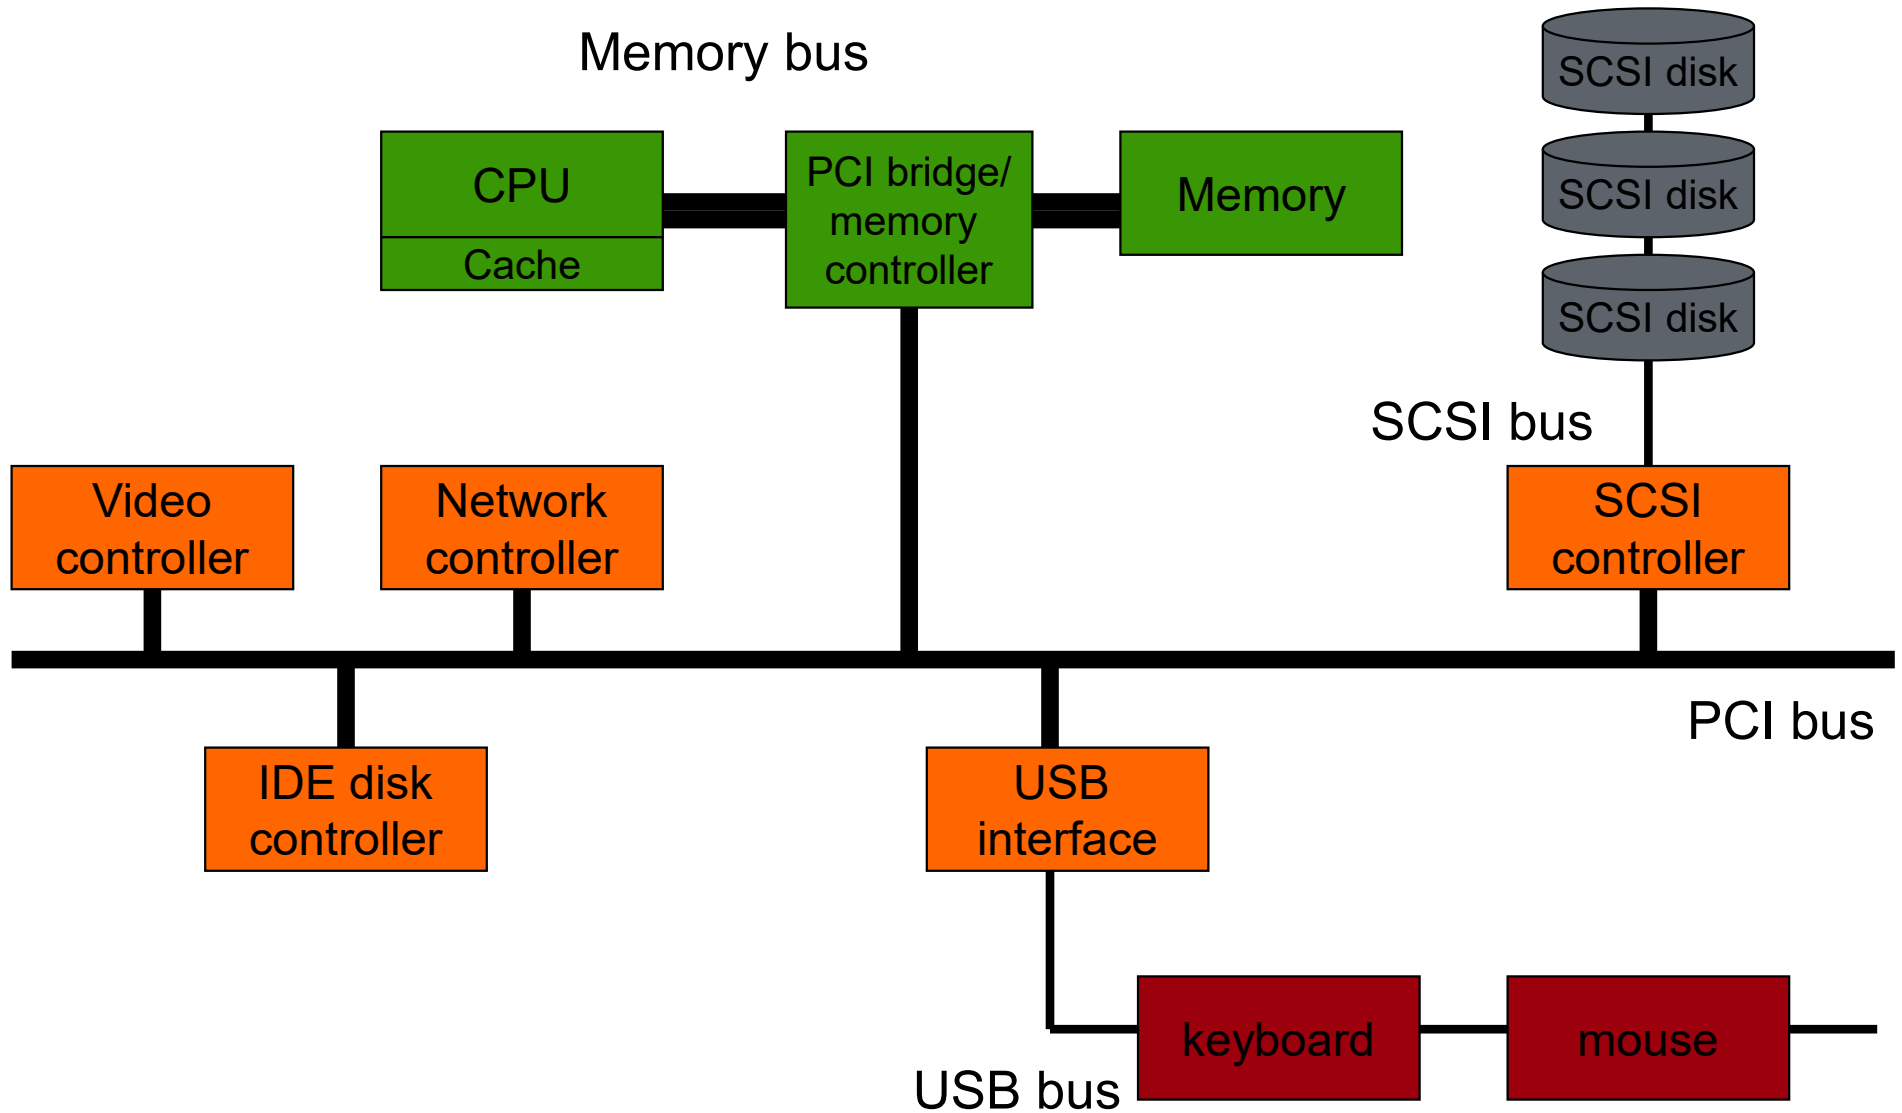 Memory bus
SCSI disk
CPU
Cache
PCI bridge/
memory
controller
Memory
SCSI disk
SCSI disk
SCSI bus
Video
controller
Network
controller
SCSI
controller
PCI bus
IDE disk
controller
USB
interface
keyboard
mouse
USB bus